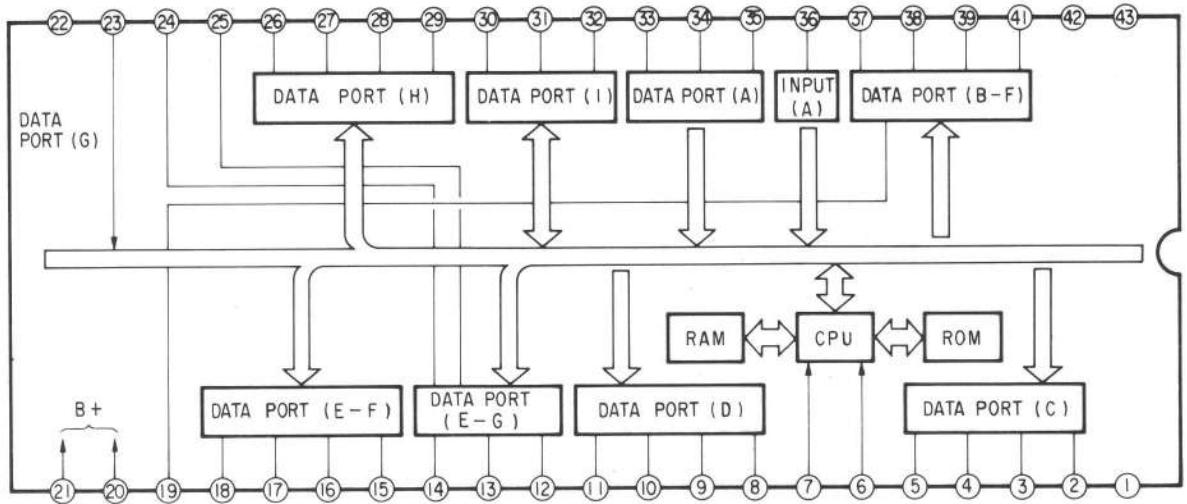 22 23 24 25 26 27 28 29 30 31 32 33 34 35 36 37 38 39 41 42 43
DATA PORT (H)
DATA PORT (I)
DATA PORT (A)
INPUT
(A)
DATA PORT (B-F)
DATA
PORT (G)
RAM
CPU
ROM
DATA PORT (E-F)
DATA PORT
(E-G)
DATA PORT (D)
DATA PORT (C)
B+
21 20 19 18 17 16 15 14 13 12 11 10 9 8 7 6 5 4 3 2 1